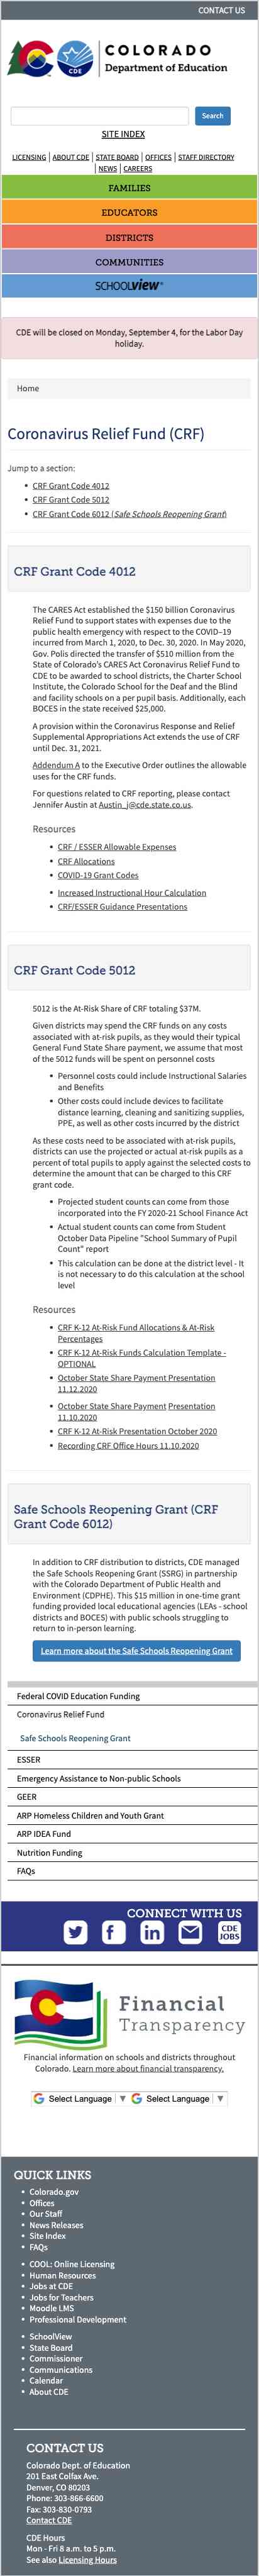 CONTACT US
COLORADO
Department of Education
CDE
Search
SITE INDEX
LICENSING | ABOUT CDE | STATE BOARD | OFFICES | STAFF DIRECTORY
| NEWS | CAREERS
FAMILIES
EDUCATORS
DISTRICTS
COMMUNITIES
SCHOOLVIEW®
CDE will be closed on Monday, September 4, for the Labor Day
holiday.
Home
Coronavirus Relief Fund (CRF)
Jump to a section:
• CRF Grant Code 4012
• CRF Grant Code 5012
• CRF Grant Code 6012 (Safe Schools Reopening Grant)
CRF Grant Code 4012
The CARES Act established the $150 billion Coronavirus
Relief Fund to support states with expenses due to the
public health emergency with respect to the COVID–19
incurred from March 1, 2020, to Dec. 30, 2020. In May 2020,
Gov. Polis directed the transfer of $510 million from the
State of Colorado's CARES Act Coronavirus Relief Fund to
CDE to be awarded to school districts, the Charter School
Institute, the Colorado School for the Deaf and the Blind
and facility schools on a per pupil basis. Additionally, each
BOCES in the state received $25,000.
A provision within the Coronavirus Response and Relief
Supplemental Appropriations Act extends the use of CRF
until Dec. 31, 2021.
Addendum A to the Executive Order outlines the allowable
uses for the CRF funds.
For questions related to CRF reporting, please contact
Jennifer Austin at Austin_j@cde.state.co.us.
Resources
• CRF / ESSER Allowable Expenses
• CRF Allocations
• COVID-19 Grant Codes
• Increased Instructional Hour Calculation
• CRF/ESSER Guidance Presentations
CRF Grant Code 5012
5012 is the At-Risk Share of CRF totaling $37M.
Given districts may spend the CRF funds on any costs
associated with at-risk pupils, as they would their typical
General Fund State Share payment, we assume that most
of the 5012 funds will be spent on personnel costs
• Personnel costs could include Instructional Salaries
and Benefits
• Other costs could include devices to facilitate
distance learning, cleaning and sanitizing supplies,
PPE, as well as other costs incurred by the district
As these costs need to be associated with at-risk pupils,
districts can use the projected or actual at-risk pupils as a
percent of total pupils to apply against the selected costs to
determine the amount that can be charged to this CRF
grant code.
• Projected student counts can come from those
incorporated into the FY 2020-21 School Finance Act
• Actual student counts can come from Student
October Data Pipeline "School Summary of Pupil
Count" report
• This calculation can be done at the district level - It
is not necessary to do this calculation at the school
level
Resources
• CRF K-12 At-Risk Fund Allocations & At-Risk
Percentages
• CRF K-12 At-Risk Funds Calculation Template -
OPTIONAL
• October State Share Payment Presentation
11.12.2020
• October State Share Payment Presentation
11.10.2020
• CRF K-12 At-Risk Presentation October 2020
• Recording CRF Office Hours 11.10.2020
Safe Schools Reopening Grant (CRF
Grant Code 6012)
In addition to CRF distribution to districts, CDE managed
the Safe Schools Reopening Grant (SSRG) in partnership
with the Colorado Department of Public Health and
Environment (CDPHE). This $15 million in one-time grant
funding provided local educational agencies (LEAs - school
districts and BOCES) with public schools struggling to
return to in-person learning.
Learn more about the Safe Schools Reopening Grant
Federal COVID Education Funding
Coronavirus Relief Fund
Safe Schools Reopening Grant
ESSER
Emergency Assistance to Non-public Schools
GEER
ARP Homeless Children and Youth Grant
ARP IDEA Fund
Nutrition Funding
FAQs
CONNECT WITH US
CDE
JOBS
Financial
Transparency
Financial information on schools and districts throughout
Colorado. Learn more about financial transparency.
Select Language ▼ Select Language ▼
QUICK LINKS
• Colorado.gov
• Offices
• Our Staff
• News Releases
• Site Index
• FAQs
• COOL: Online Licensing
• Human Resources
• Jobs at CDE
• Jobs for Teachers
• Moodle LMS
• Professional Development
• SchoolView
• State Board
• Commissioner
• Communications
• Calendar
• About CDE
CONTACT US
Colorado Dept. of Education
201 East Colfax Ave.
Denver, CO 80203
Phone: 303-866-6600
Fax: 303-830-0793
Contact CDE
CDE Hours
Mon - Fri 8 a.m. to 5 p.m.
See also Licensing Hours